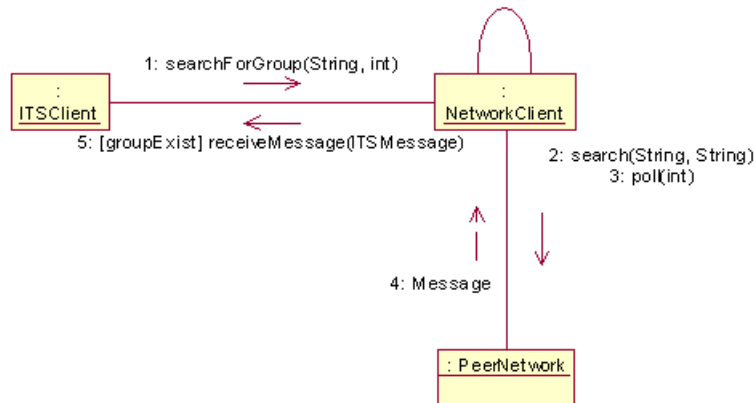 1: searchForGroup(String, int)
:
ITSClient
:
NetworkClient
5: [groupExist] receiveMessage(ITSMessage)
2: search(String, String)
3: poll(int)
4: Message
: PeerNetwork